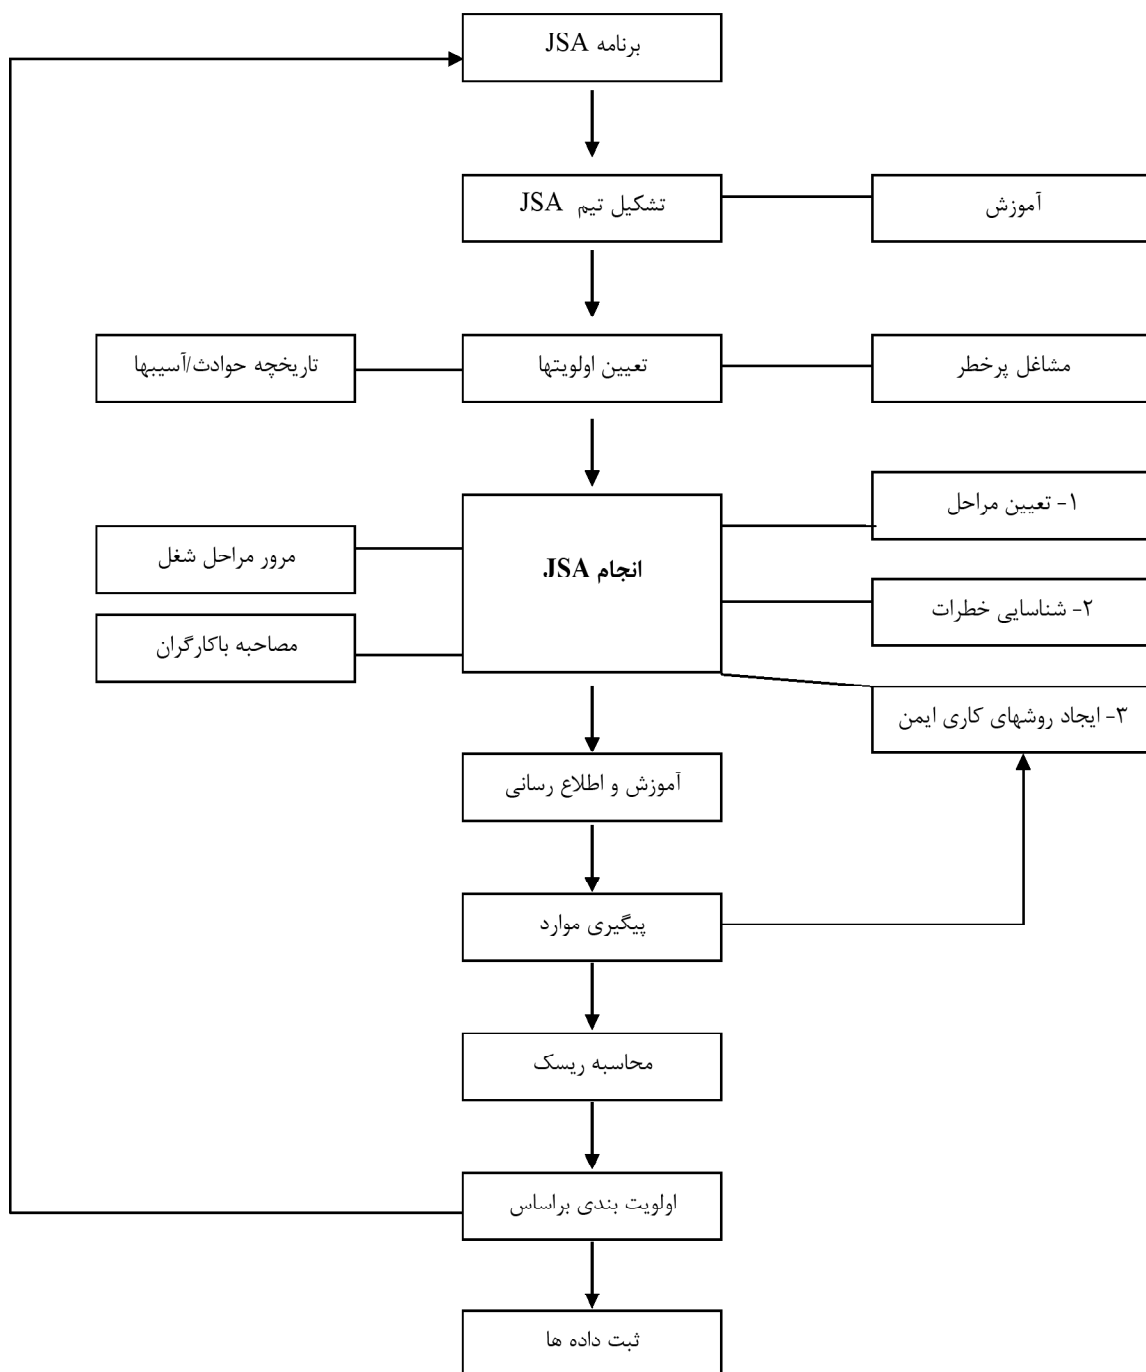 برنامه JSA
تشکیل تیم JSA
آموزش
تعیین اولویتها
مشاغل پرخطر
تاریخچه حوادث/آسیبها
انجام JSA
۱- تعیین مراحل
۲- شناسایی خطرات
۳- ایجاد روشهای کاری ایمن
مرور مراحل شغل
مصاحبه باکارگران
آموزش و اطلاع رسانی
پیگیری موارد
محاسبه ریسک
اولویت بندی براساس
ثبت داده ها